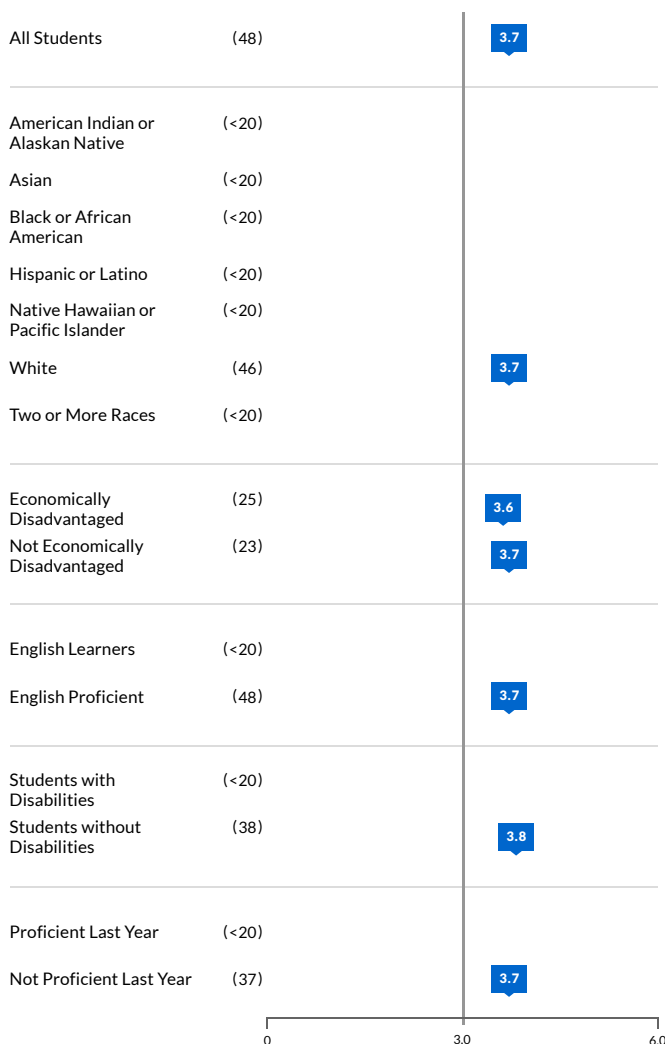 All Students (48) 3.7
American Indian or (<20)
Alaskan Native
Asian (<20)
Black or African (<20)
American
Hispanic or Latino (<20)
Native Hawaiian or (<20)
Pacific Islander
White (46) 3.7
Two or More Races (<20)
Economically (25) 3.6
Disadvantaged
Not Economically (23) 3.7
Disadvantaged
English Learners (<20)
English Proficient (48) 3.7
Students with (<20)
Disabilities
Students without (38) 3.8
Disabilities
Proficient Last Year (<20)
Not Proficient Last Year (37) 3.7
0 3.0 6.0